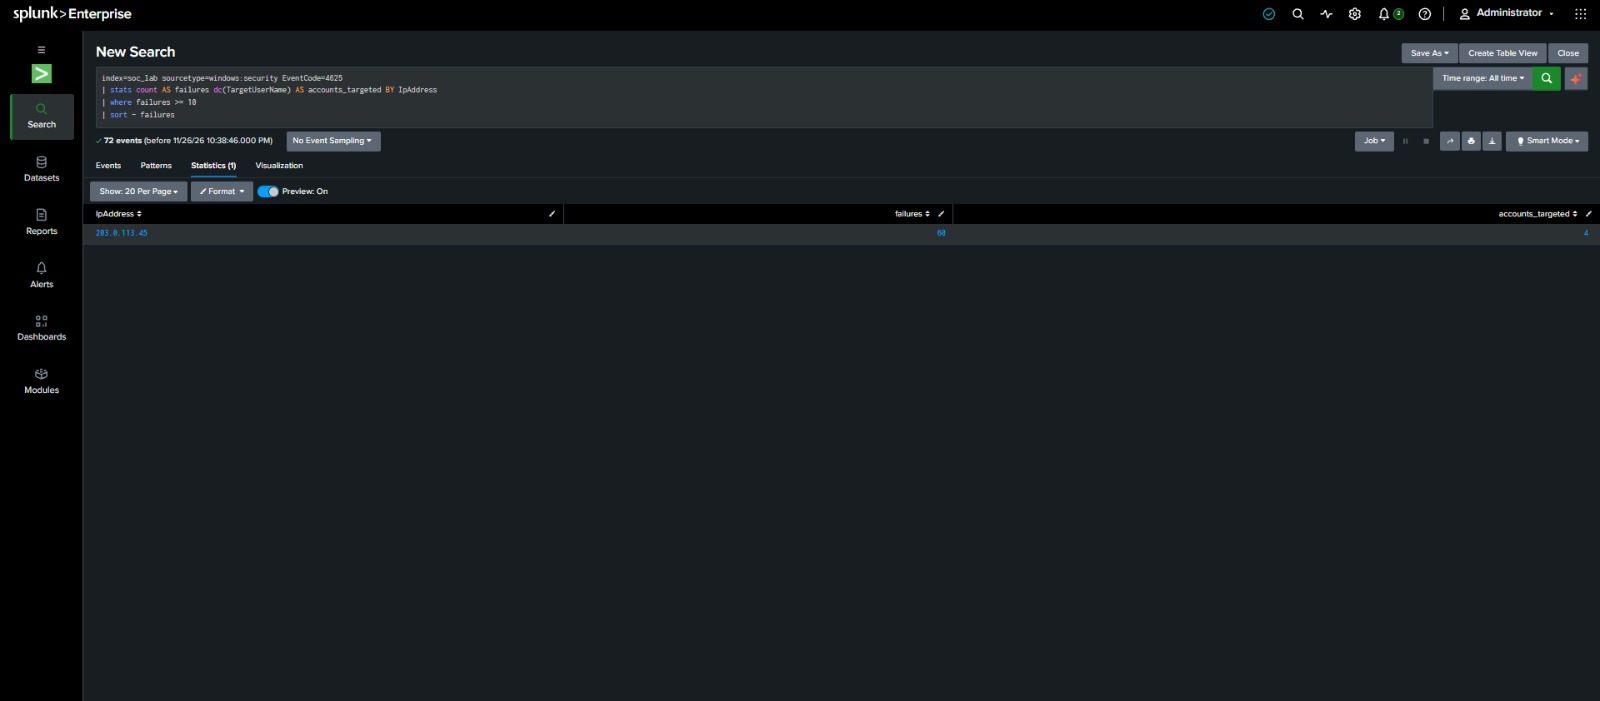 splunk>Enterprise
2
Administrator
New Search
Save As
Create Table View
Close
index=soc_lab sourcetype=windows:security EventCode=4625
| stats count AS failures dc(TargetUserName) AS accounts_targeted BY IpAddress
| where failures >= 10
| sort - failures
Time range: All time
Search
72 events (before 11/26/26 10:38:46.000 PM)
No Event Sampling
Job
Smart Mode
Events
Patterns
Statistics (1)
Visualization
Datasets
Show: 20 Per Page
Format
Preview: On
IpAddress
failures
accounts_targeted
203.0.113.45
60
4
Reports
Alerts
Dashboards
Modules